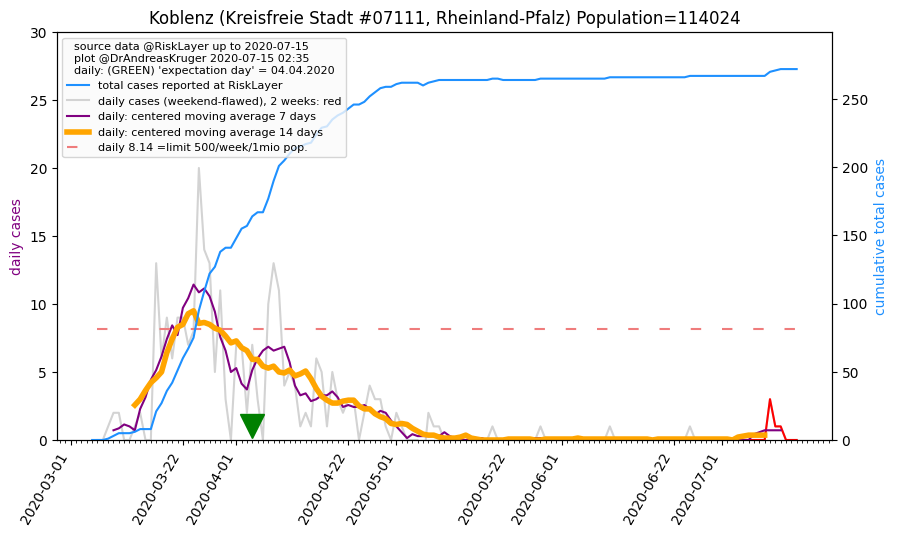 Koblenz (Kreisfreie Stadt #07111, Rheinland-Pfalz) Population=114024
source data @RiskLayer up to 2020-07-15
plot @DrAndreasKruger 2020-07-15 02:35
daily: (GREEN) 'expectation day' = 04.04.2020
total cases reported at RiskLayer
daily cases (weekend-flawed), 2 weeks: red
daily: centered moving average 7 days
daily: centered moving average 14 days
daily 8.14 =limit 500/week/1mio pop.
daily cases
30
25
20
15
10
5
0
cumulative total cases
250
200
150
100
50
0
2020-03-01
2020-03-22
2020-04-01
2020-04-22
2020-05-01
2020-05-22
2020-06-01
2020-06-22
2020-07-01